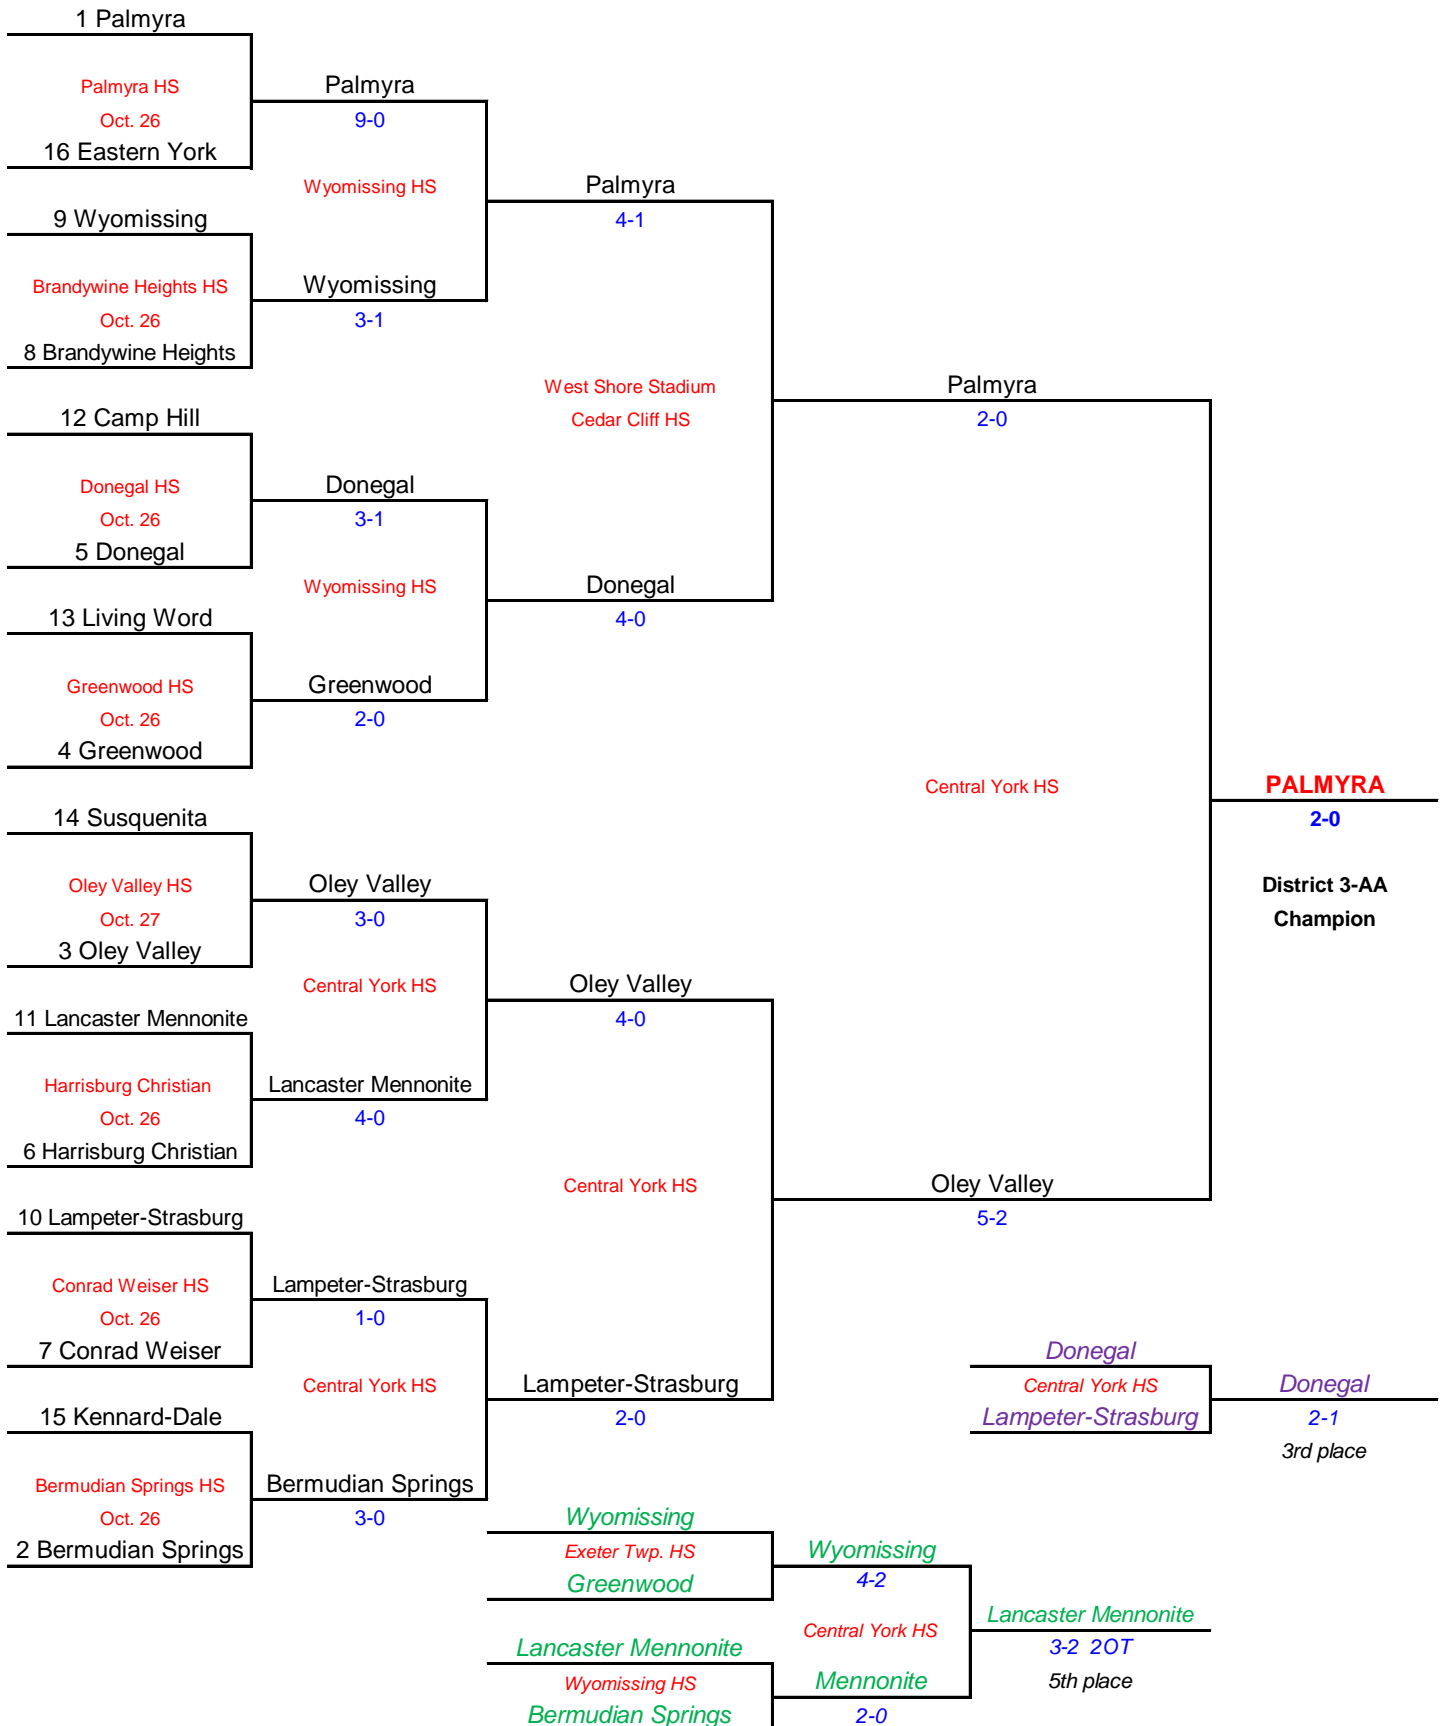 1 Palmyra
Palmyra HS
Oct. 26
16 Eastern York
Palmyra
9-0
Wyomissing HS
9 Wyomissing
Brandywine Heights HS
Oct. 26
8 Brandywine Heights
Wyomissing
3-1
Palmyra
4-1
West Shore Stadium
Cedar Cliff HS
12 Camp Hill
Donegal HS
Oct. 26
5 Donegal
Donegal
3-1
Wyomissing HS
13 Living Word
Greenwood HS
Oct. 26
4 Greenwood
Greenwood
2-0
Donegal
4-0
Palmyra
2-0
Central York HS
PALMYRA
2-0
District 3-AA
Champion
14 Susquenita
Oley Valley HS
Oct. 27
3 Oley Valley
Oley Valley
3-0
Central York HS
11 Lancaster Mennonite
Harrisburg Christian
Oct. 26
6 Harrisburg Christian
Lancaster Mennonite
4-0
Oley Valley
4-0
Central York HS
10 Lampeter-Strasburg
Conrad Weiser HS
Oct. 26
7 Conrad Weiser
Lampeter-Strasburg
1-0
Central York HS
15 Kennard-Dale
Bermudian Springs HS
Oct. 26
2 Bermudian Springs
Bermudian Springs
3-0
Lampeter-Strasburg
2-0
Oley Valley
5-2
Donegal
Central York HS
Lampeter-Strasburg
Donegal
2-1
3rd place
Wyomissing
Exeter Twp. HS
Greenwood
Wyomissing
4-2
Central York HS
Lancaster Mennonite
Wyomissing HS
Bermudian Springs
Mennonite
2-0
Lancaster Mennonite
3-2 2OT
5th place